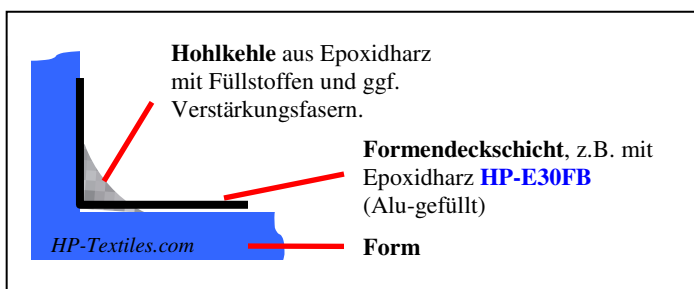 Hohlkehle aus Epoxidharz
mit Füllstoffen und ggf.
Verstärkungsfasern.
Formendeckschicht, z.B. mit
Epoxidharz HP-E30FB
(Alu-gefüllt)
HP-Textiles.com
Form